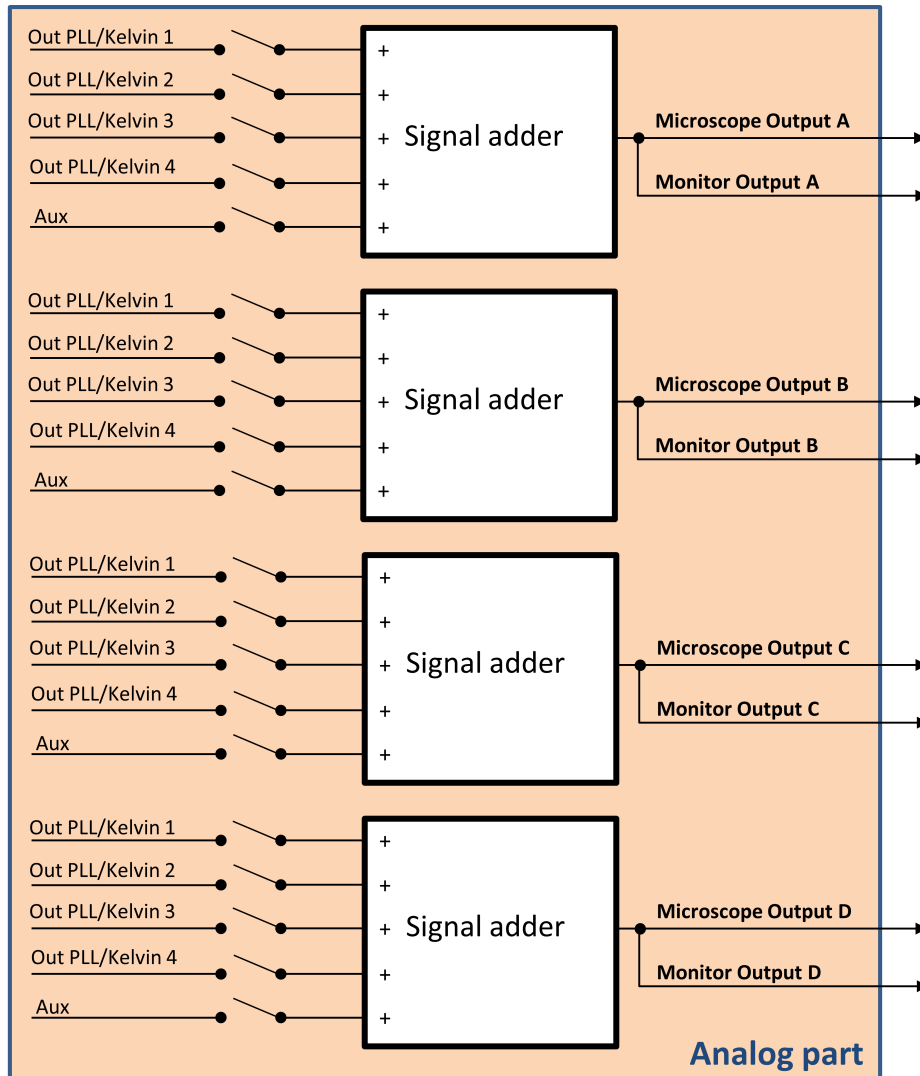 Out PLL/Kelvin 1
+
Out PLL/Kelvin 2
+
Out PLL/Kelvin 3
+
Out PLL/Kelvin 4
+
Aux
+
Signal adder
Microscope Output A
Monitor Output A
Out PLL/Kelvin 1
+
Out PLL/Kelvin 2
+
Out PLL/Kelvin 3
+
Out PLL/Kelvin 4
+
Aux
+
Signal adder
Microscope Output B
Monitor Output B
Out PLL/Kelvin 1
+
Out PLL/Kelvin 2
+
Out PLL/Kelvin 3
+
Out PLL/Kelvin 4
+
Aux
+
Signal adder
Microscope Output C
Monitor Output C
Out PLL/Kelvin 1
+
Out PLL/Kelvin 2
+
Out PLL/Kelvin 3
+
Out PLL/Kelvin 4
+
Aux
+
Signal adder
Microscope Output D
Monitor Output D
Analog part